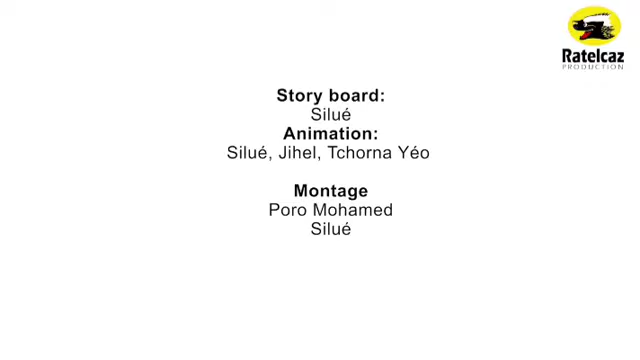 Ratelcaz
PRODUCTION
Story board:
Silué
Animation:
Silué, Jihel, Tchorna Yéo
Montage
Poro Mohamed
Silué